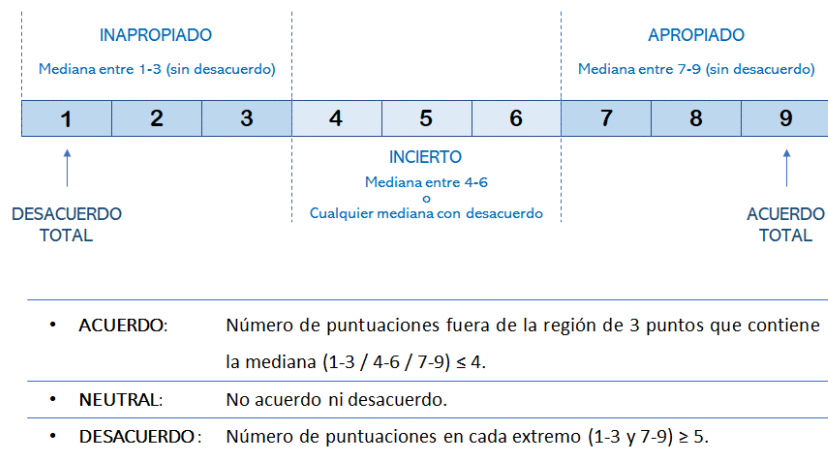 INAPROPIADO
APROPIADO
Mediana entre 1-3 (sin desacuerdo)
Mediana entre 7-9 (sin desacuerdo)
1 2 3 4 5 6 7 8 9
INCIERTO
Mediana entre 4-6
o
Cualquier mediana con desacuerdo
DESACUERDO
TOTAL
ACUERDO
TOTAL
• ACUERDO: Número de puntuaciones fuera de la región de 3 puntos que contiene
la mediana (1-3 / 4-6 / 7-9) ≤ 4.
• NEUTRAL: No acuerdo ni desacuerdo.
• DESACUERDO: Número de puntuaciones en cada extremo (1-3 y 7-9) ≥ 5.